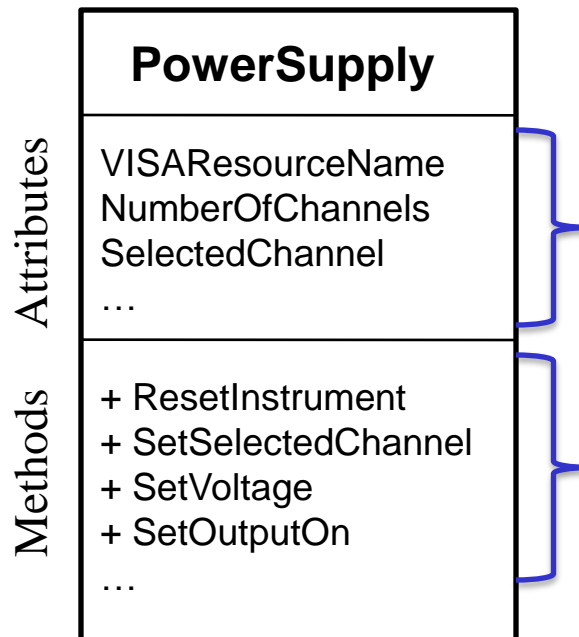 PowerSupply
Attributes
VISAResourceName
NumberOfChannels
SelectedChannel
…
Methods
+ ResetInstrument
+ SetSelectedChannel
+ SetVoltage
+ SetOutputOn
…